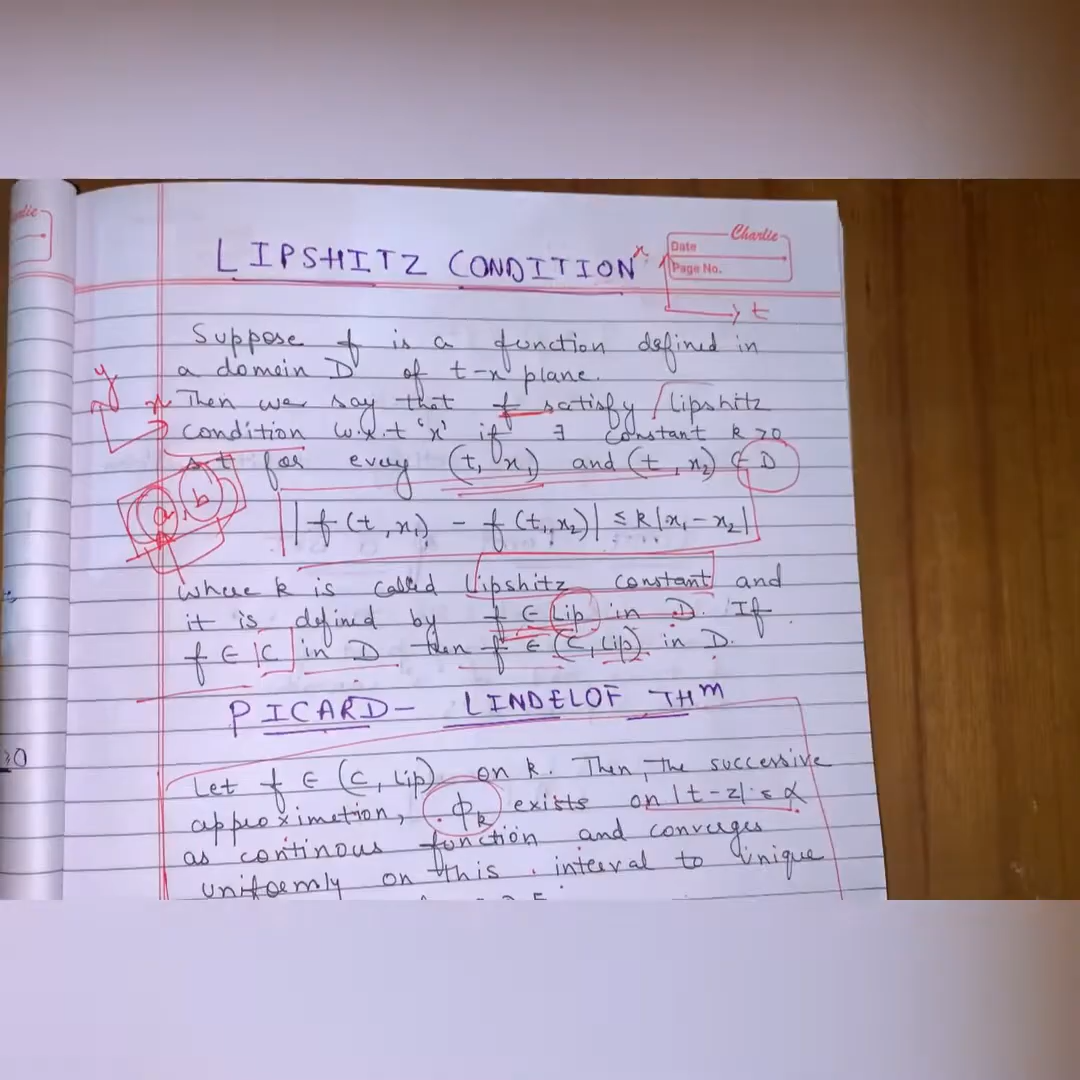 Charlie
LIPSHITZ CONDITION
Date
Page No.
x
t
Suppose f is a function defined in
a domain D of t-x plane.
y
x
Then we say that f satisfy Lipshitz
condition w.r.t 'x' if ∃ constant k >0
s.t for every (t, x₁) and (t, x₂) ∈ D
a, b
|f(t, x₁) - f(t, x₂)| ≤ k|x₁ - x₂|
where k is called Lipshitz constant and
it is defined by f ∈ Lip in D. If
f ∈ C in D then f ∈ (C, Lip) in D.
PICARD- LINDELOF THM
Let f ∈ (C, Lip) on k. Then, the successive
approximation, ϕk exists on |t-z| ≤ α
as continous function and converges
uniformly on this interval to unique